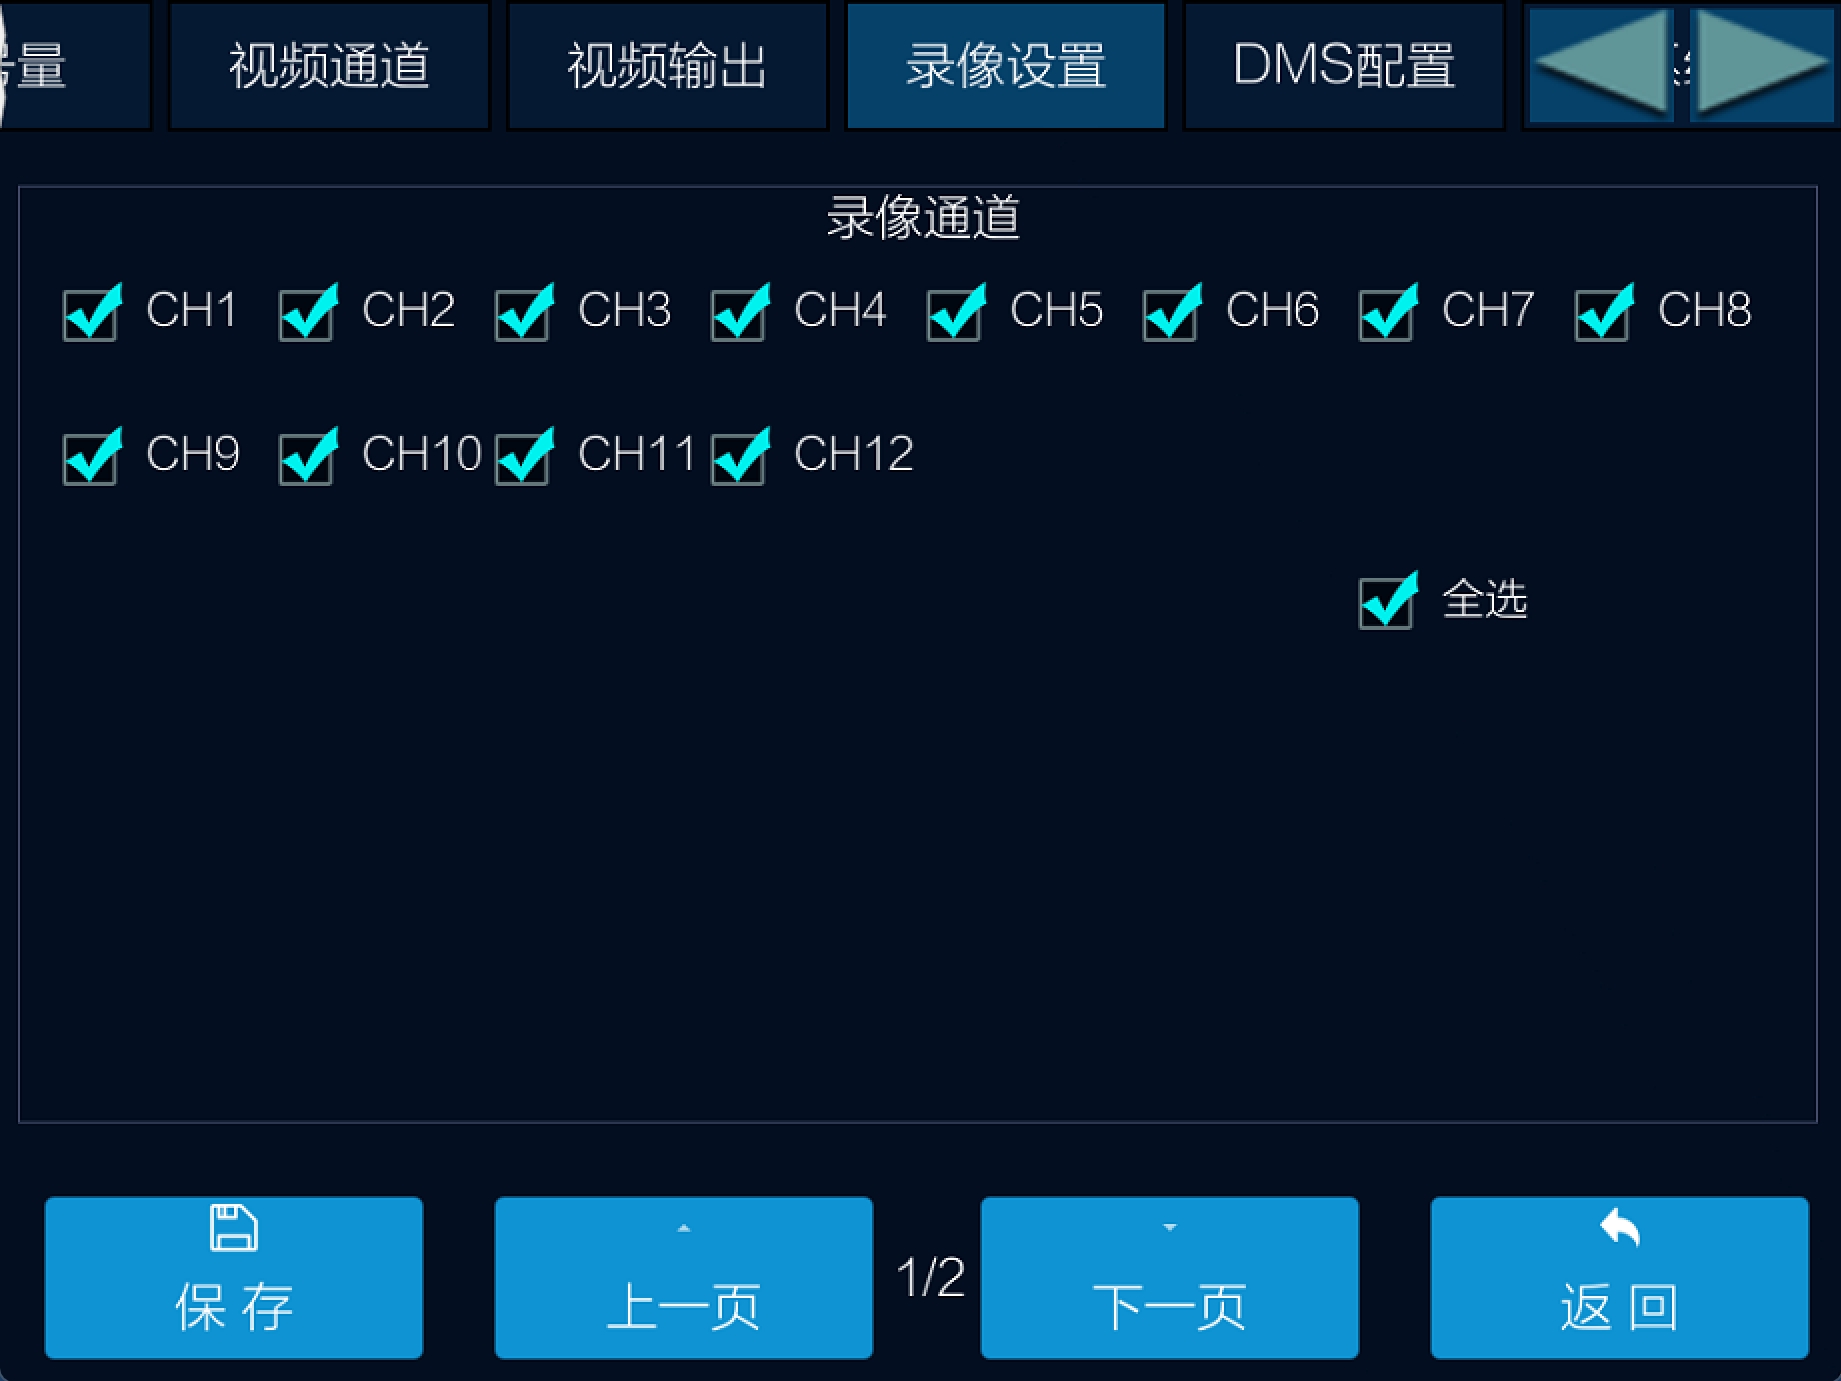 量 视频通道 视频输出 录像设置 DMS配置
录像通道
CH1 CH2 CH3 CH4 CH5 CH6 CH7 CH8
CH9 CH10 CH11 CH12
全选
保 存 上一页 1/2 下一页 返 回